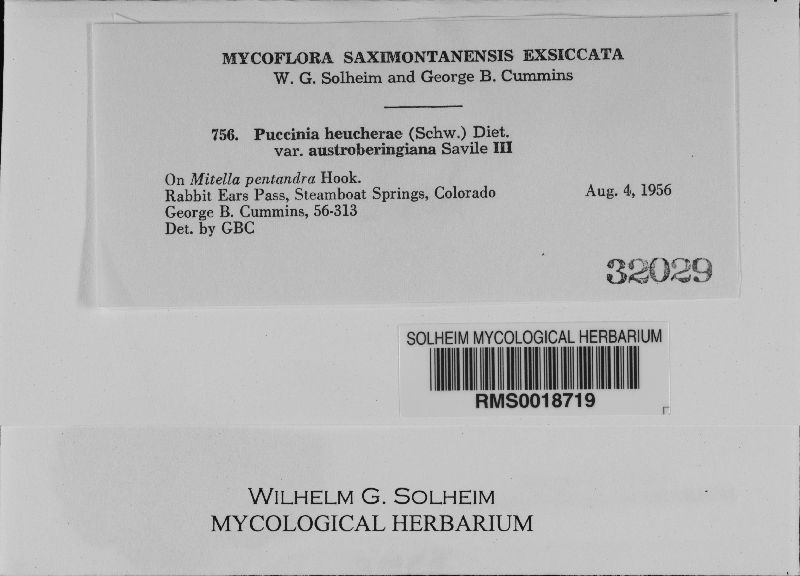 MYCOFLORA SAXIMONTANENSIS EXSICCATA
W. G. Solheim and George B. Cummins
756. Puccinia heucherae (Schw.) Diet.
var. austroberingiana Savile III
On Mitella pentandra Hook.
Rabbit Ears Pass, Steamboat Springs, Colorado Aug. 4, 1956
George B. Cummins, 56-313
Det. by GBC
32029
SOLHEIM MYCOLOGICAL HERBARIUM
RMS0018719
WILHELM G. SOLHEIM
MYCOLOGICAL HERBARIUM